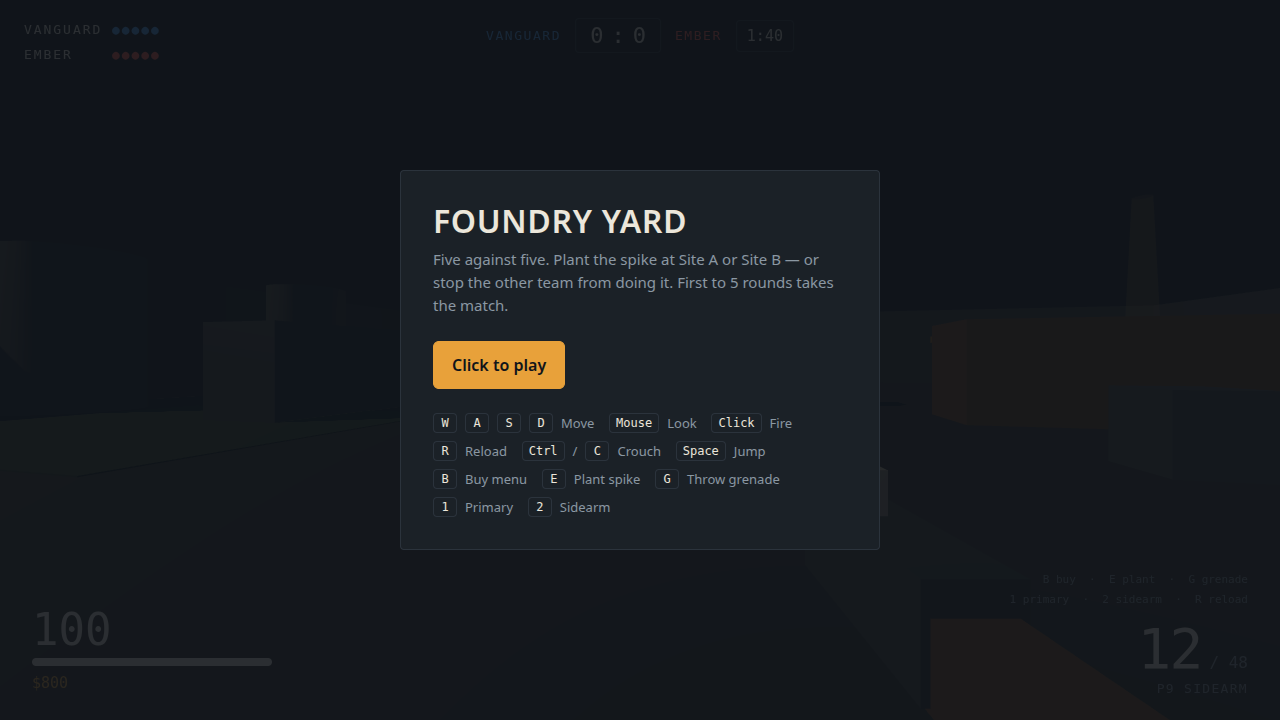 VANGUARD
EMBER
VANGUARD 0 : 0 EMBER 1:40
FOUNDRY YARD
Five against five. Plant the spike at Site A or Site B — or
stop the other team from doing it. First to 5 rounds takes
the match.
Click to play
W A S D Move Mouse Look Click Fire
R Reload Ctrl / C Crouch Space Jump
B Buy menu E Plant spike G Throw grenade
1 Primary 2 Sidearm
100
$800
B buy · E plant · G grenade
1 primary · 2 sidearm · R reload
12 / 48
P9 SIDEARM